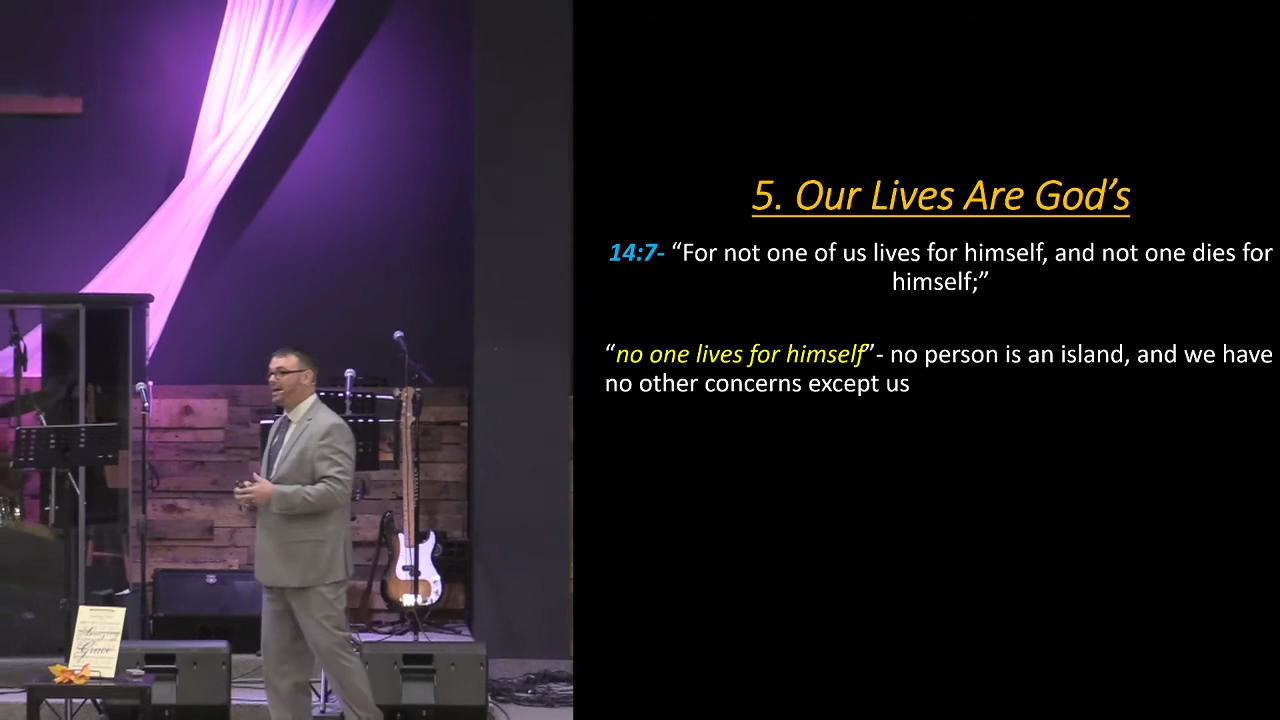 5. Our Lives Are God’s
14:7- “For not one of us lives for himself, and not one dies for
himself;”
“no one lives for himself”- no person is an island, and we have
no other concerns except us
Grace